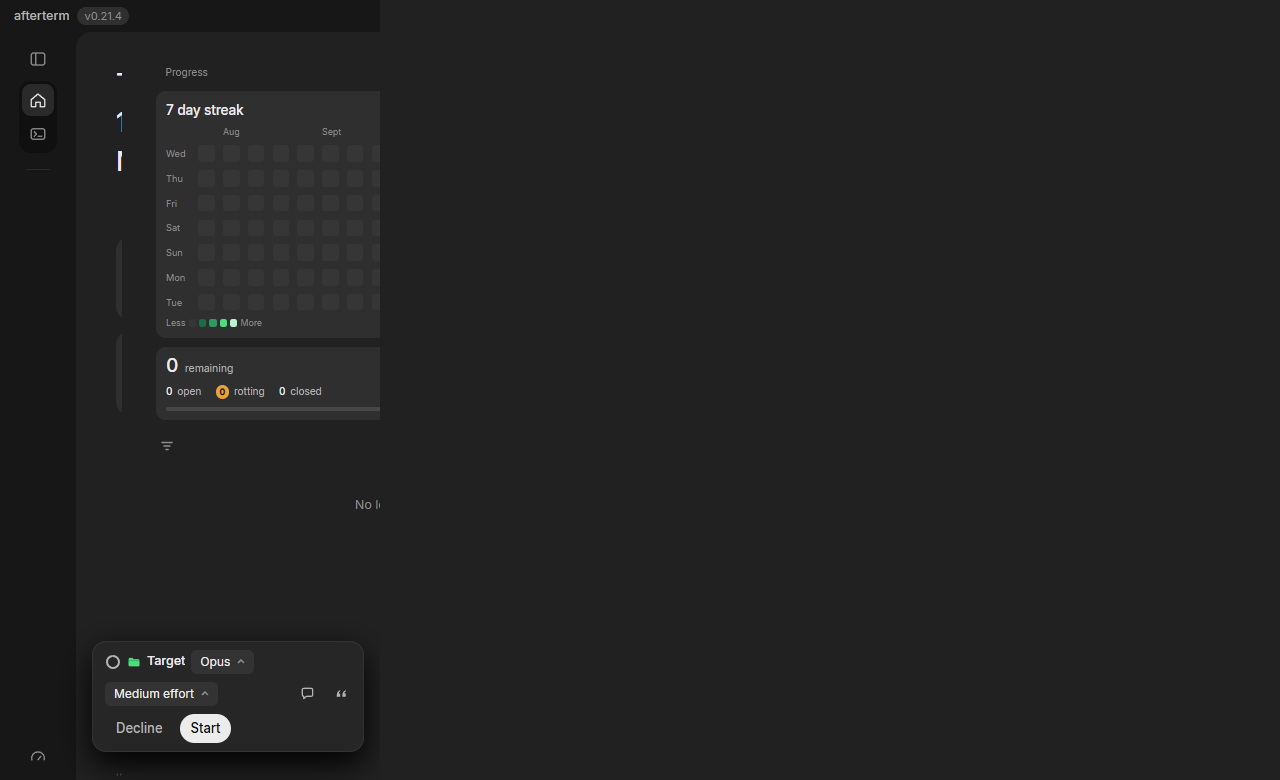 afterterm v0.21.4
Progress
7 day streak
Aug Sept
Wed
Thu
Fri
Sat
Sun
Mon
Tue
Less More
0 remaining
0 open 0 rotting 0 closed
No
Target Opus
Medium effort
Decline Start